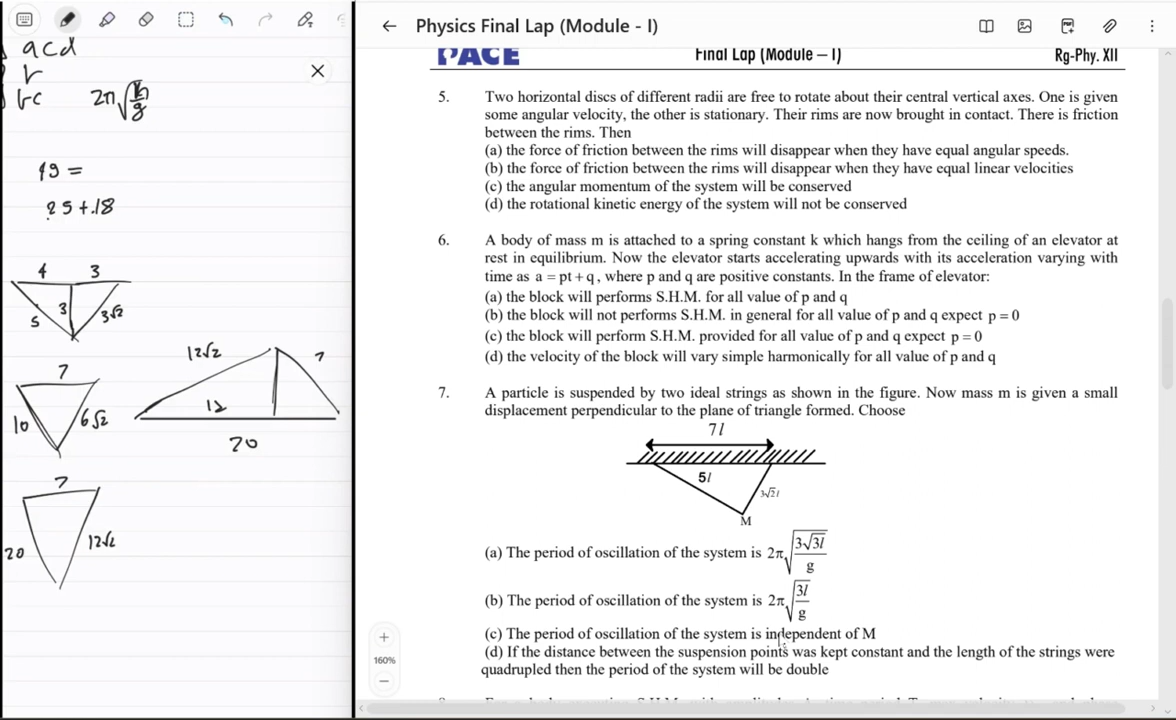 Physics Final Lap (Module - I)
acd
r
bc 2π√h/g
49 =
25 + 18
4 3
5 3 3√2
7
10 6√2
12√2 7
12
20
7
20 12√2
PACE Final Lap (Module – I) Rg-Phy. XII
5. Two horizontal discs of different radii are free to rotate about their central vertical axes. One is given
some angular velocity, the other is stationary. Their rims are now brought in contact. There is friction
between the rims. Then
(a) the force of friction between the rims will disappear when they have equal angular speeds.
(b) the force of friction between the rims will disappear when they have equal linear velocities
(c) the angular momentum of the system will be conserved
(d) the rotational kinetic energy of the system will not be conserved
6. A body of mass m is attached to a spring constant k which hangs from the ceiling of an elevator at
rest in equilibrium. Now the elevator starts accelerating upwards with its acceleration varying with
time as a = pt + q, where p and q are positive constants. In the frame of elevator:
(a) the block will performs S.H.M. for all value of p and q
(b) the block will not performs S.H.M. in general for all value of p and q expect p = 0
(c) the block will perform S.H.M. provided for all value of p and q expect p = 0
(d) the velocity of the block will vary simple harmonically for all value of p and q
7. A particle is suspended by two ideal strings as shown in the figure. Now mass m is given a small
displacement perpendicular to the plane of triangle formed. Choose
7l
5l
3√2l
M
(a) The period of oscillation of the system is 2π√3√3l/g
(b) The period of oscillation of the system is 2π√3l/g
(c) The period of oscillation of the system is independent of M
(d) If the distance between the suspension points was kept constant and the length of the strings were
quadrupled then the period of the system will be double
160%